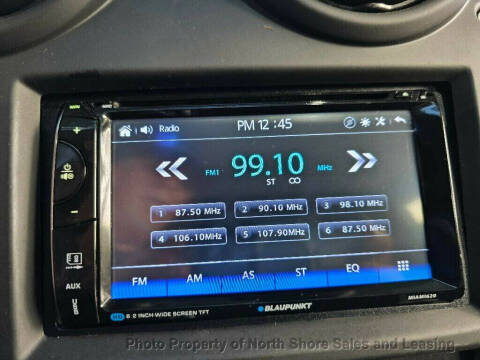 Radio
PM 12:45
FM1 99.10 MHz
ST
1 87.50 MHz
2 90.10 MHz
3 98.10 MHz
4 106.10MHz
5 107.90MHz
6 87.50 MHz
FM AM AS ST EQ
AUX
6.2 INCH WIDE SCREEN TFT
BLAUPUNKT
MIAMI620
Photo Property of North Shore Sales and Leasing